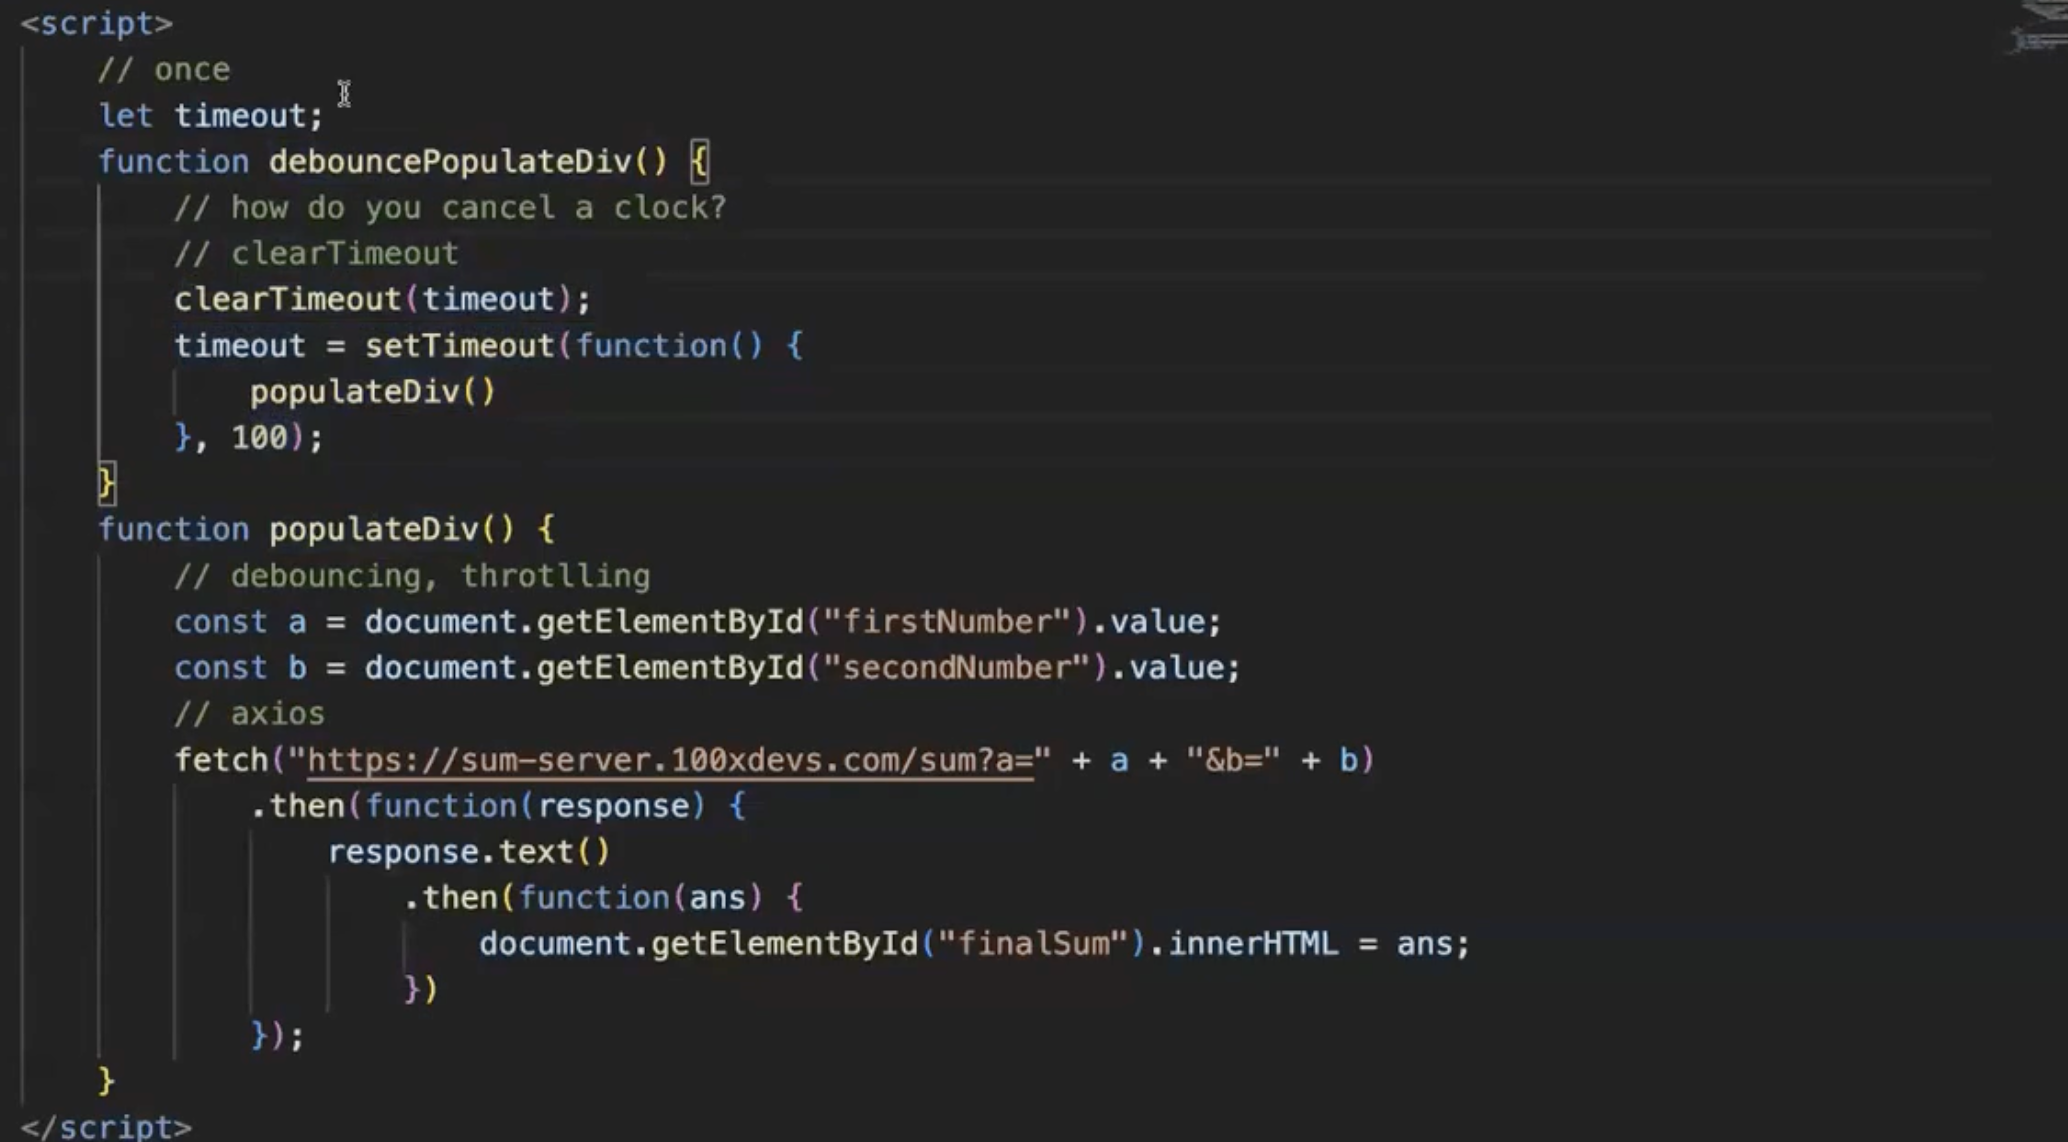 <script>
// once
let timeout;
function debouncePopulateDiv() {
// how do you cancel a clock?
// clearTimeout
clearTimeout(timeout);
timeout = setTimeout(function() {
populateDiv()
}, 100);
}
function populateDiv() {
// debouncing, throtlling
const a = document.getElementById("firstNumber").value;
const b = document.getElementById("secondNumber").value;
// axios
fetch("https://sum-server.100xdevs.com/sum?a=" + a + "&b=" + b)
.then(function(response) {
response.text()
.then(function(ans) {
document.getElementById("finalSum").innerHTML = ans;
})
});
}
</script>